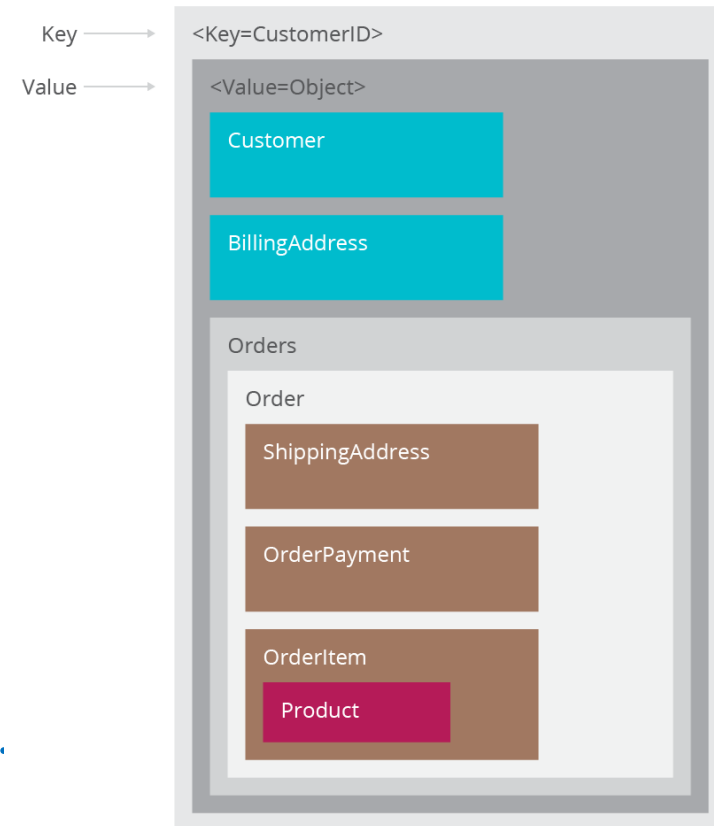 Key
<Key=CustomerID>
Value
<Value=Object>
Customer
BillingAddress
Orders
Order
ShippingAddress
OrderPayment
OrderItem
Product